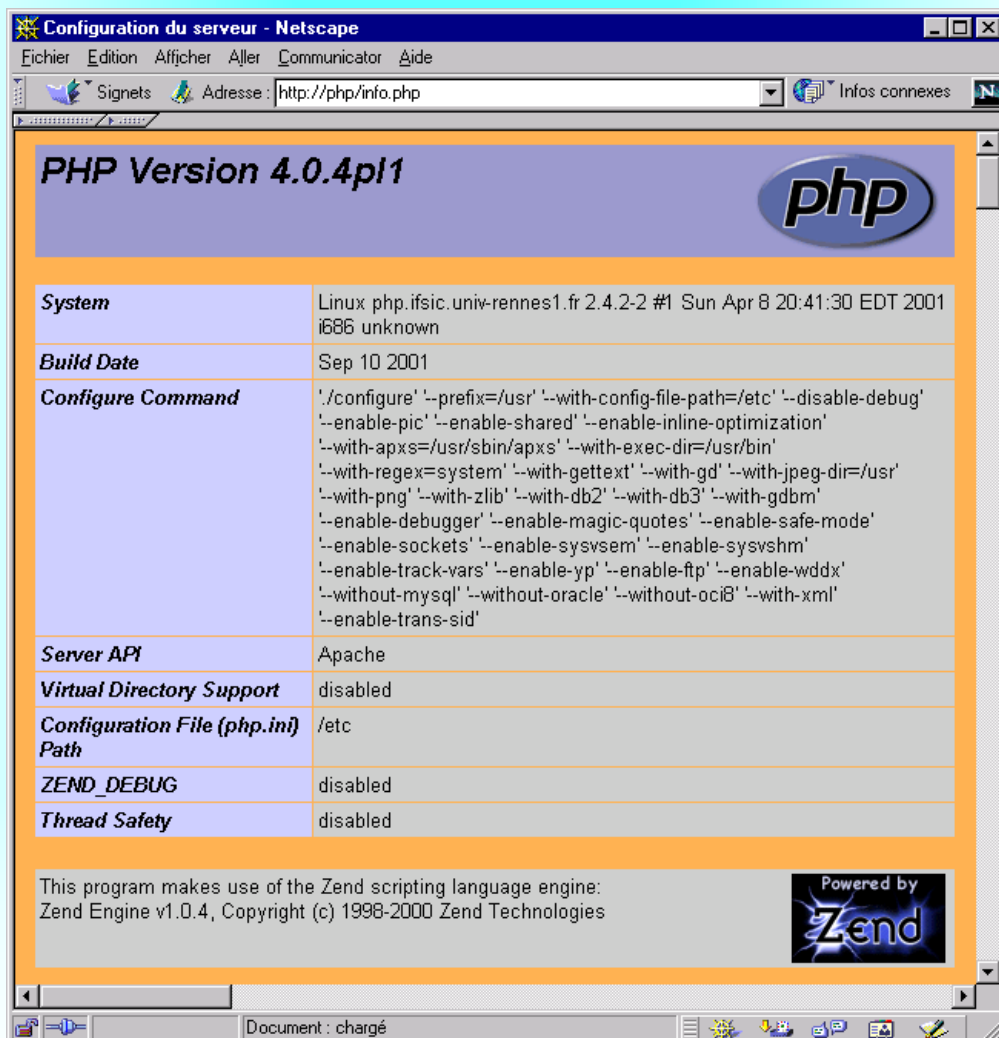 Configuration du serveur - Netscape
Fichier Edition Afficher Aller Communicator Aide
Signets Adresse : http://php/info.php Infos connexes N
PHP Version 4.0.4pl1
php
System Linux php.ifsic.univ-rennes1.fr 2.4.2-2 #1 Sun Apr 8 20:41:30 EDT 2001
i686 unknown
Build Date Sep 10 2001
Configure Command './configure' '--prefix=/usr' '--with-config-file-path=/etc' '--disable-debug'
'--enable-pic' '--enable-shared' '--enable-inline-optimization'
'--with-apxs=/usr/sbin/apxs' '--with-exec-dir=/usr/bin'
'--with-regex=system' '--with-gettext' '--with-gd' '--with-jpeg-dir=/usr'
'--with-png' '--with-zlib' '--with-db2' '--with-db3' '--with-gdbm'
'--enable-debugger' '--enable-magic-quotes' '--enable-safe-mode'
'--enable-sockets' '--enable-sysvsem' '--enable-sysvshm'
'--enable-track-vars' '--enable-yp' '--enable-ftp' '--enable-wddx'
'--without-mysql' '--without-oracle' '--without-oci8' '--with-xml'
'--enable-trans-sid'
Server API Apache
Virtual Directory Support disabled
Configuration File (php.ini) /etc
Path
ZEND_DEBUG disabled
Thread Safety disabled
This program makes use of the Zend scripting language engine:
Zend Engine v1.0.4, Copyright (c) 1998-2000 Zend Technologies
Powered by
Zend
Document : chargé